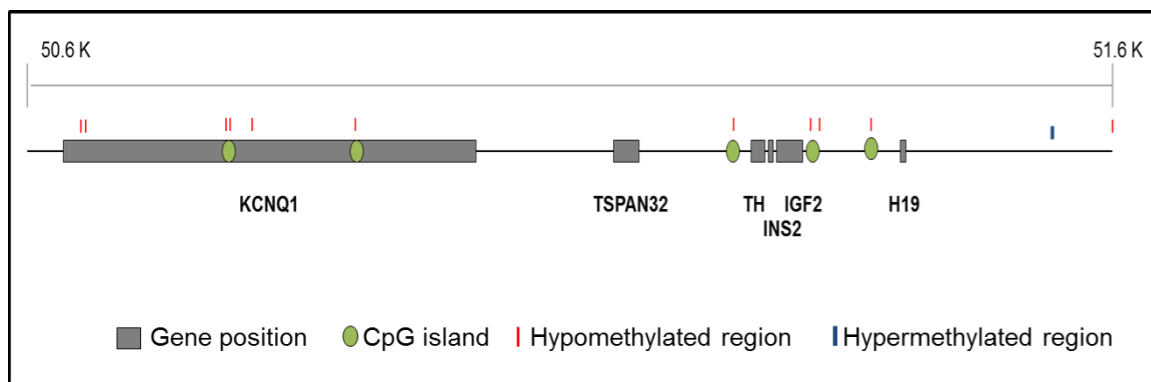 50.6 K 51.6 K
KCNQ1 TSPAN32 TH IGF2 H19
INS2
Gene position CpG island Hypomethylated region Hypermethylated region